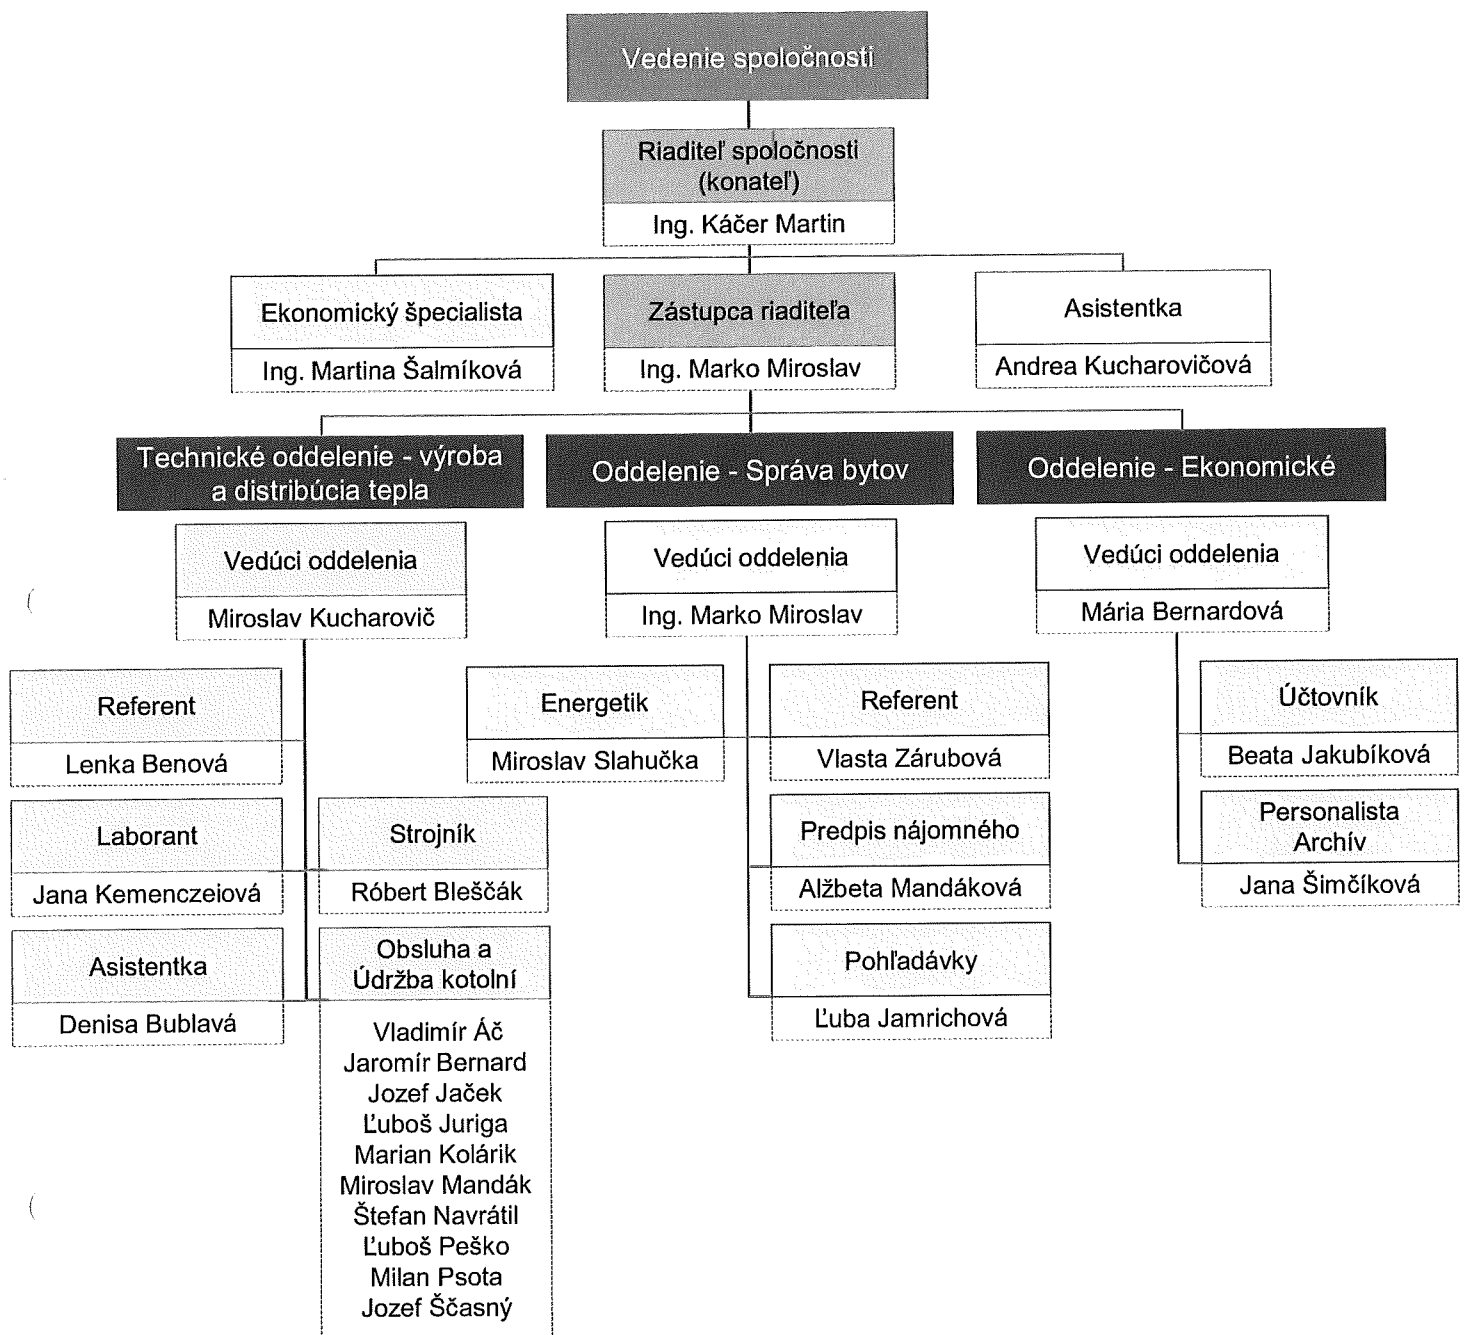 Vedenie spoločnosti
Riaditeľ spoločnosti
(konateľ)
Ing. Káčer Martin
Ekonomický špecialista
Ing. Martina Šalmíková
Zástupca riaditeľa
Ing. Marko Miroslav
Asistentka
Andrea Kucharovičová
Technické oddelenie - výroba
a distribúcia tepla
Oddelenie - Správa bytov
Oddelenie - Ekonomické
Vedúci oddelenia
Miroslav Kucharovič
Vedúci oddelenia
Ing. Marko Miroslav
Vedúci oddelenia
Mária Bernardová
Referent
Lenka Benová
Laborant
Jana Kemenczeiová
Asistentka
Denisa Bublavá
Strojník
Róbert Bleščák
Obsluha a
Údržba kotolní
Vladimír Áč
Jaromír Bernard
Jozef Jaček
Ľuboš Juriga
Marian Kolárik
Miroslav Mandák
Štefan Navrátil
Ľuboš Peško
Milan Psota
Jozef Ščasný
Energetik
Miroslav Slahučka
Referent
Vlasta Zárubová
Predpis nájomného
Alžbeta Mandáková
Pohľadávky
Ľuba Jamrichová
Účtovník
Beata Jakubíková
Personalista
Archív
Jana Šimčíková